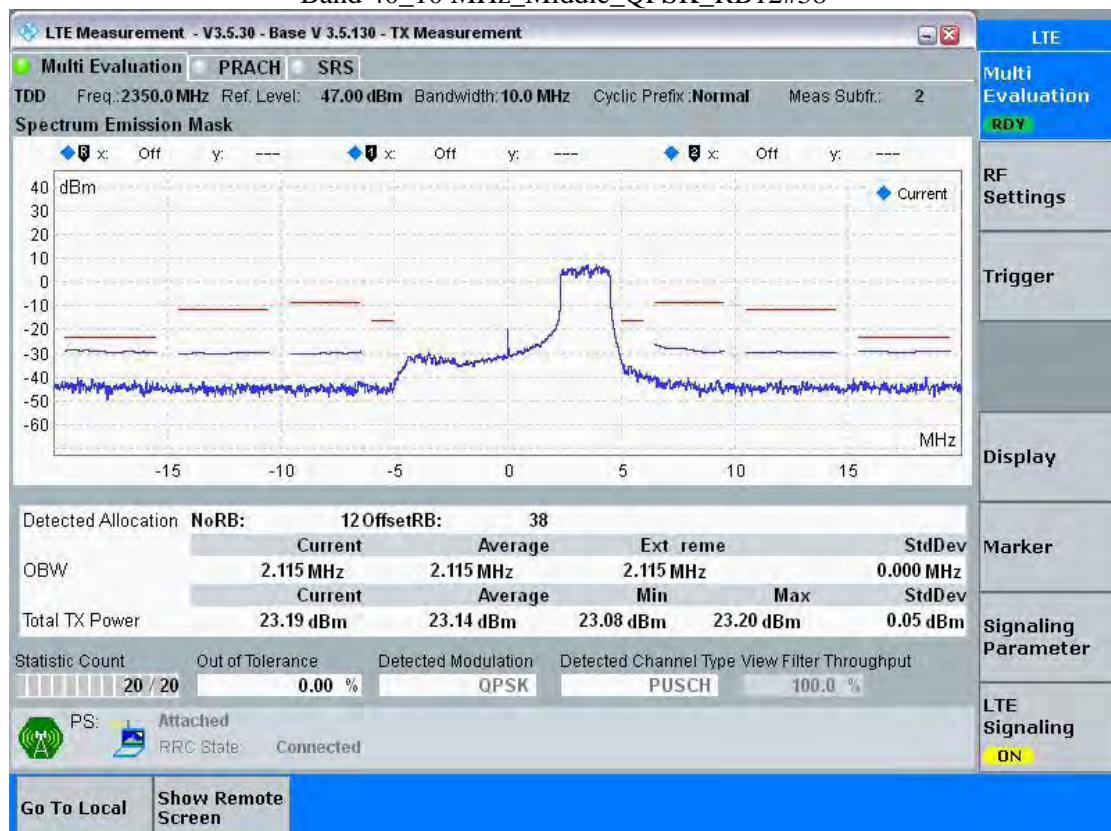 Band 40_10 MHz_Middle_QPSK_RB12#38
LTE Measurement - V3.5.30 - Base V 3.5.130 - TX Measurement
LTE
Multi Evaluation PRACH SRS
Multi
Evaluation
RDY
TDD Freq.:2350.0 MHz Ref. Level: 47.00 dBm Bandwidth: 10.0 MHz Cyclic Prefix :Normal Meas Subfr.: 2
Spectrum Emission Mask
R x: Off y: --- 1 x: Off y: --- 2 x: Off y: ---
RF
Settings
40 dBm
Current
30
20
10
0
-10
-20
-30
-40
-50
-60
MHz
-15 -10 -5 0 5 10 15
Trigger
Display
Detected Allocation NoRB: 12 OffsetRB: 38
Current Average Ext reme StdDev
OBW 2.115 MHz 2.115 MHz 2.115 MHz 0.000 MHz
Current Average Min Max StdDev
Total TX Power 23.19 dBm 23.14 dBm 23.08 dBm 23.20 dBm 0.05 dBm
Marker
Signaling
Parameter
Statistic Count Out of Tolerance Detected Modulation Detected Channel Type View Filter Throughput
20 / 20 0.00 % QPSK PUSCH 100.0 %
PS: Attached
RRC State: Connected
LTE
Signaling
ON
Go To Local
Show Remote
Screen